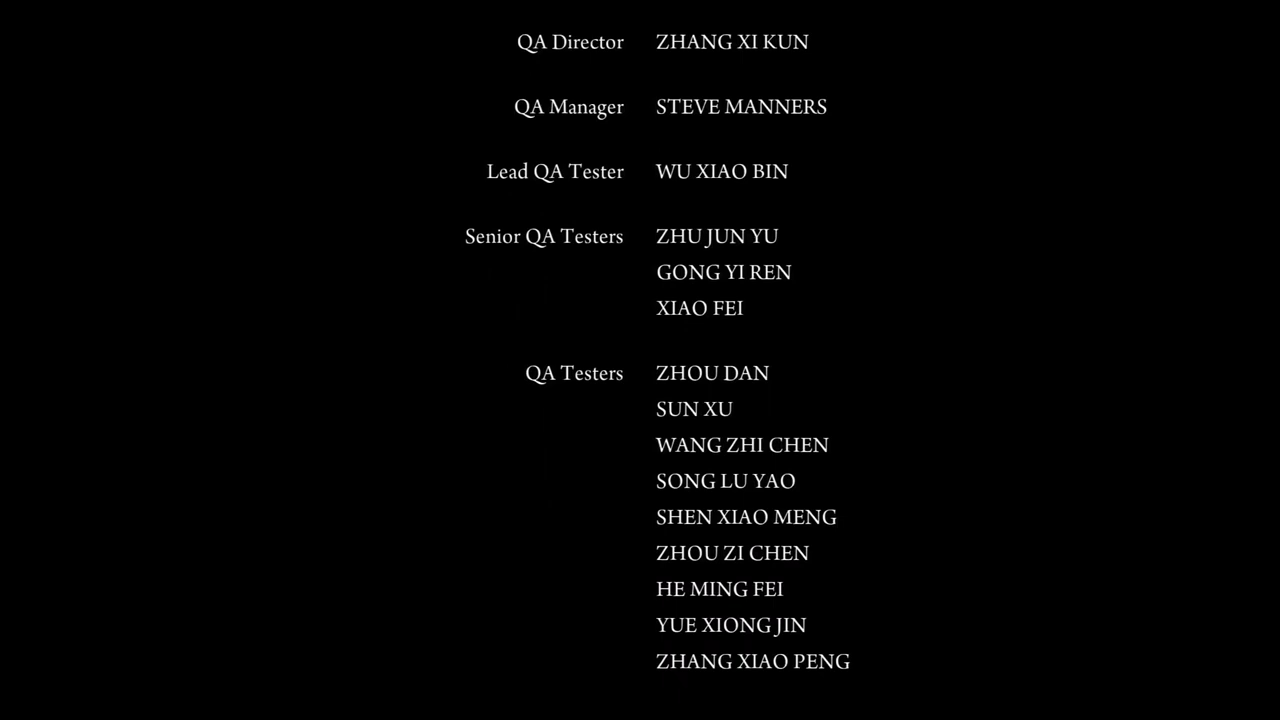 QA Director ZHANG XI KUN
QA Manager STEVE MANNERS
Lead QA Tester WU XIAO BIN
Senior QA Testers ZHU JUN YU
GONG YI REN
XIAO FEI
QA Testers ZHOU DAN
SUN XU
WANG ZHI CHEN
SONG LU YAO
SHEN XIAO MENG
ZHOU ZI CHEN
HE MING FEI
YUE XIONG JIN
ZHANG XIAO PENG